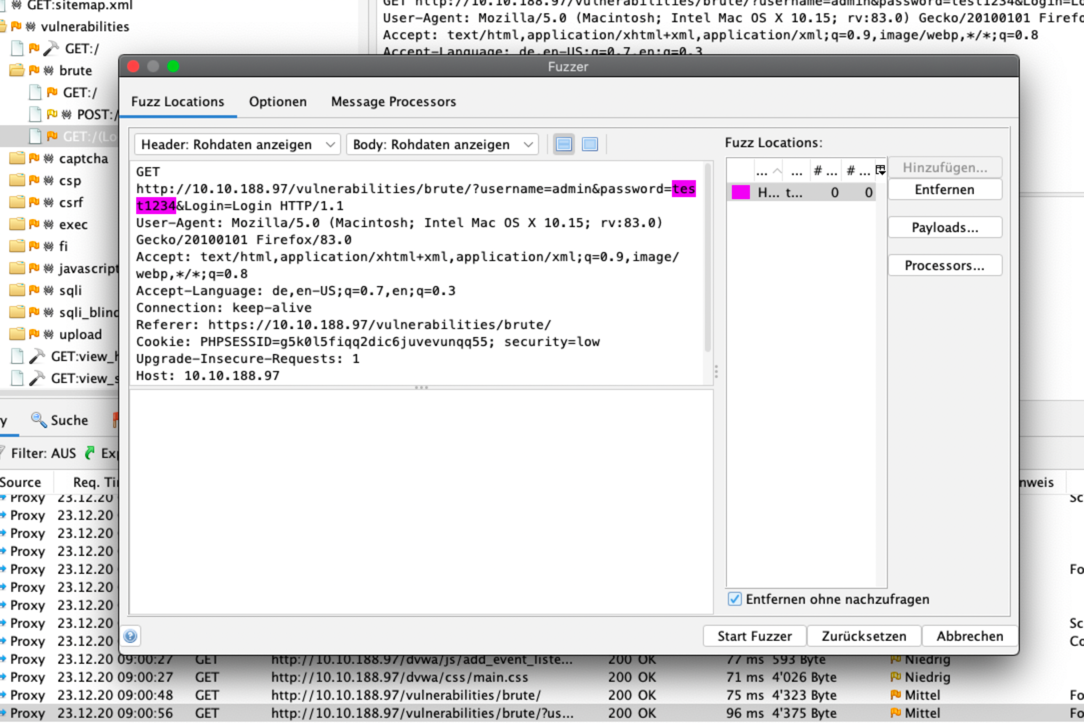 GET:sitemap.xml
vulnerabilities
GET:/
brute
GET:/
POST:/
GET:/(Lo
captcha
csp
csrf
exec
fi
javascript
sqli
sqli_blind
upload
GET:view_h
GET:view_s
GET http://10.10.188.97/vulnerabilities/brute/?username=admin&password=test1234&Login=L
User-Agent: Mozilla/5.0 (Macintosh; Intel Mac OS X 10.15; rv:83.0) Gecko/20100101 Firefo
Accept: text/html,application/xhtml+xml,application/xml;q=0.9,image/webp,*/*;q=0.8
Accept-Language: de,en-US;q=0.7,en;q=0.3
Fuzzer
Fuzz Locations Optionen Message Processors
Header: Rohdaten anzeigen Body: Rohdaten anzeigen
GET
http://10.10.188.97/vulnerabilities/brute/?username=admin&password=tes
t1234&Login=Login HTTP/1.1
User-Agent: Mozilla/5.0 (Macintosh; Intel Mac OS X 10.15; rv:83.0)
Gecko/20100101 Firefox/83.0
Accept: text/html,application/xhtml+xml,application/xml;q=0.9,image/
webp,*/*;q=0.8
Accept-Language: de,en-US;q=0.7,en;q=0.3
Connection: keep-alive
Referer: https://10.10.188.97/vulnerabilities/brute/
Cookie: PHPSESSID=g5k0l5fiqq2dic6juvevunqq55; security=low
Upgrade-Insecure-Requests: 1
Host: 10.10.188.97
Fuzz Locations:
... ... # ... # ...
H... t... 0 0
Hinzufügen...
Entfernen
Payloads...
Processors...
Entfernen ohne nachzufragen
Start Fuzzer Zurücksetzen Abbrechen
y Suche
Filter: AUS Exp
Source Req. Ti nweis
Proxy 23.12.20 Sc
Proxy 23.12.20
Proxy 23.12.20
Proxy 23.12.20
Proxy 23.12.20 Fo
Proxy 23.12.20
Proxy 23.12.20
Proxy 23.12.20 Sc
Proxy 23.12.20 Co
Proxy 23.12.20 09:00:27 GET http://10.10.188.97/dvwa/js/add_event_liste... 200 OK 77 ms 593 Byte Niedrig
Proxy 23.12.20 09:00:27 GET http://10.10.188.97/dvwa/css/main.css 200 OK 71 ms 4'026 Byte Niedrig
Proxy 23.12.20 09:00:48 GET http://10.10.188.97/vulnerabilities/brute/ 200 OK 75 ms 4'323 Byte Mittel Fo
Proxy 23.12.20 09:00:56 GET http://10.10.188.97/vulnerabilities/brute/?us... 200 OK 96 ms 4'375 Byte Mittel Fo